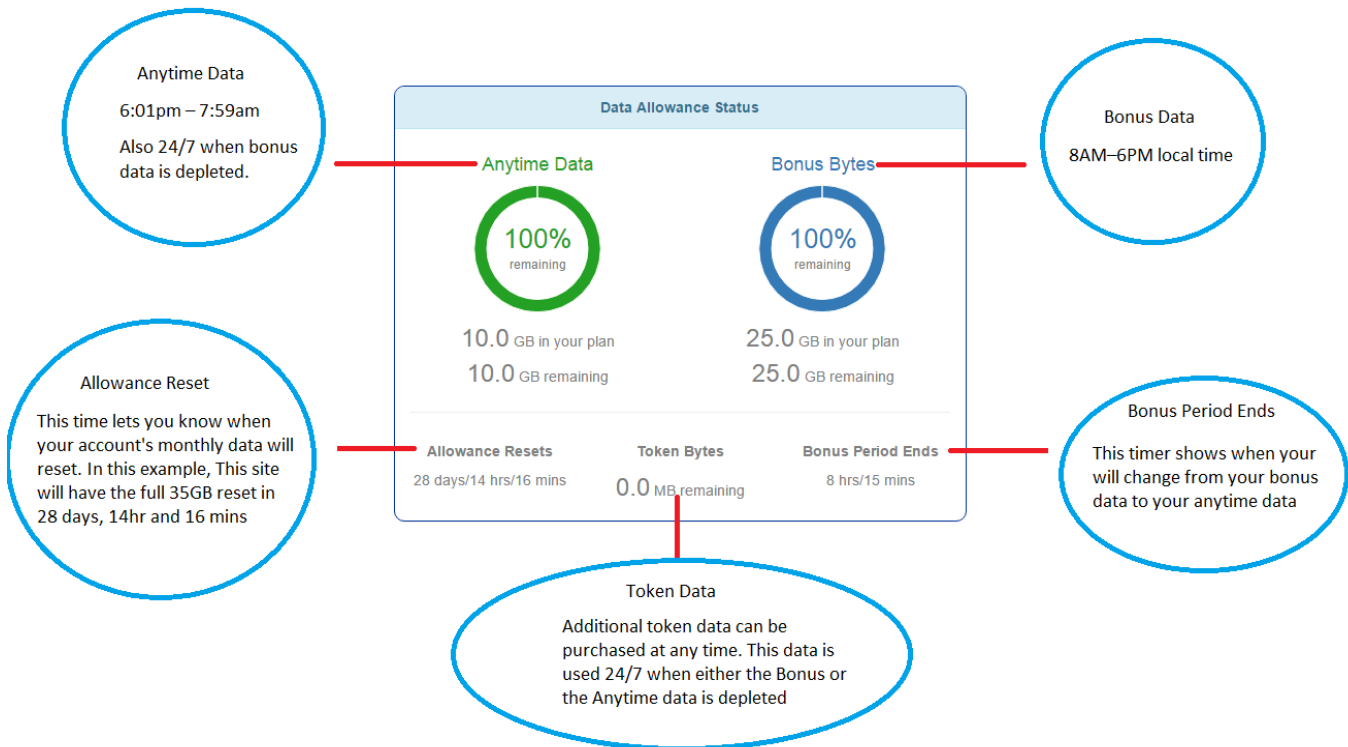 Anytime Data
6:01pm – 7:59am
Also 24/7 when bonus
data is depleted.
Data Allowance Status
Bonus Data
8AM–6PM local time
Anytime Data
100%
remaining
10.0 GB in your plan
10.0 GB remaining
Bonus Bytes
100%
remaining
25.0 GB in your plan
25.0 GB remaining
Allowance Reset
This time lets you know when
your account's monthly data will
reset. In this example, This site
will have the full 35GB reset in
28 days, 14hr and 16 mins
Allowance Resets
28 days/14 hrs/16 mins
Token Bytes
0.0 MB remaining
Bonus Period Ends
8 hrs/15 mins
Bonus Period Ends
This timer shows when your
will change from your bonus
data to your anytime data
Token Data
Additional token data can be
purchased at any time. This data is
used 24/7 when either the Bonus or
the Anytime data is depleted